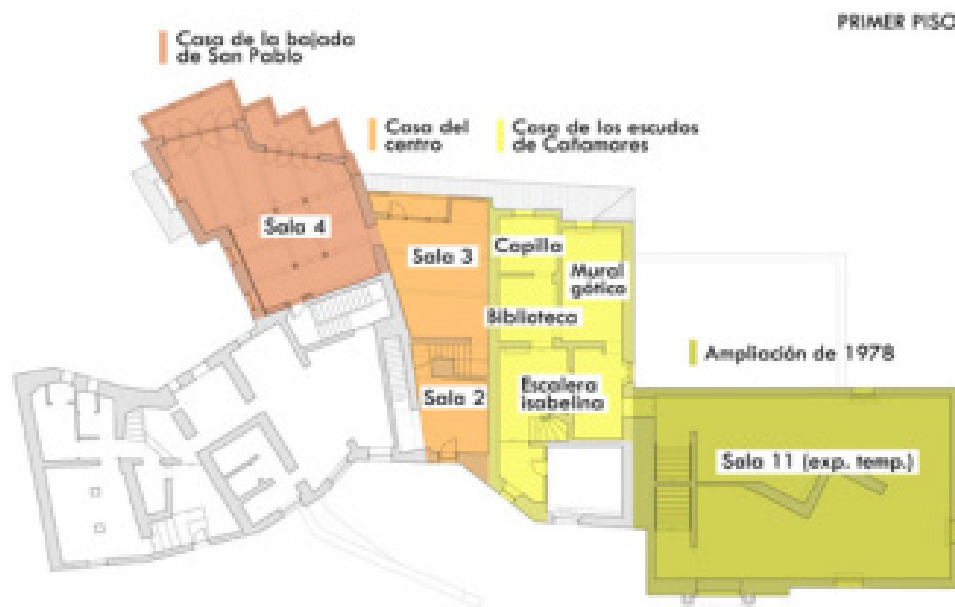 PRIMER PISO
Casa de la bajada
de San Pablo
Casa del
centro
Casa de los escudos
de Cañamares
Sala 4
Sala 3
Capilla
Mural
gótico
Biblioteca
Ampliación de 1978
Escalera
isabelina
Sala 2
Sala 11 (exp. temp.)